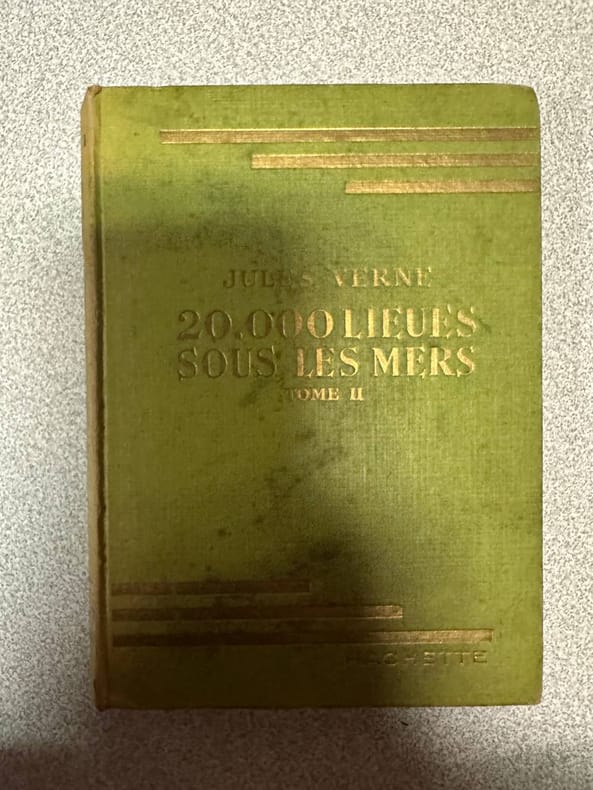 JULES VERNE
20.000 LIEUES
SOUS LES MERS
TOME II
HACHETTE